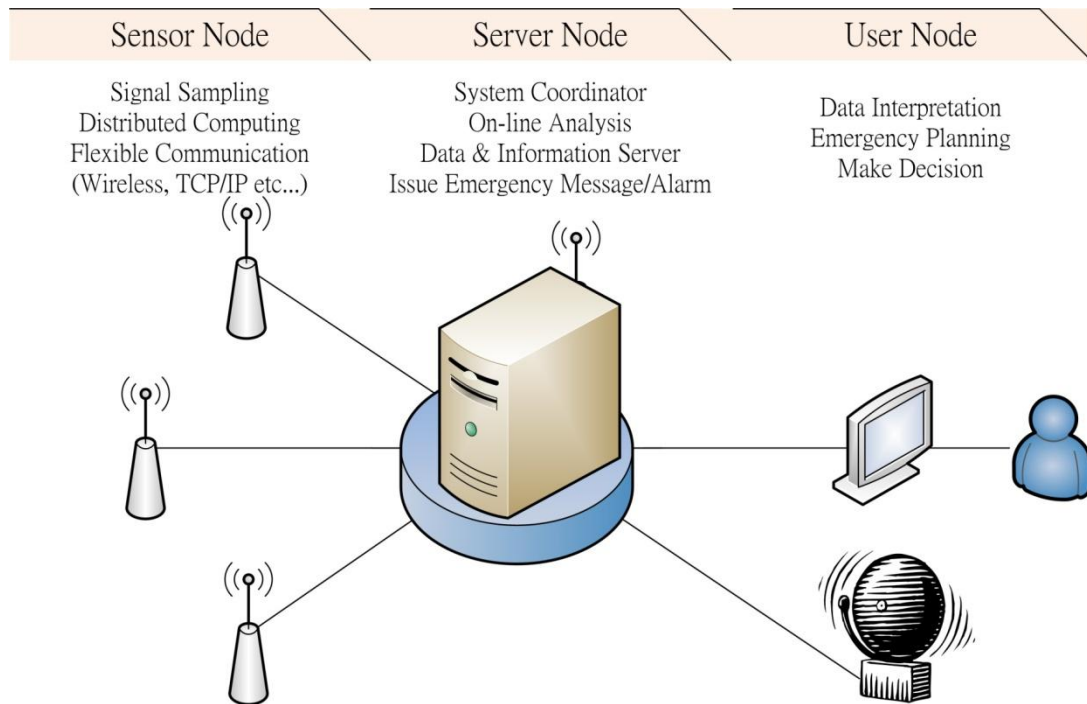 Sensor Node
Server Node
User Node
Signal Sampling
Distributed Computing
Flexible Communication
(Wireless, TCP/IP etc...)
System Coordinator
On-line Analysis
Data & Information Server
Issue Emergency Message/Alarm
Data Interpretation
Emergency Planning
Make Decision